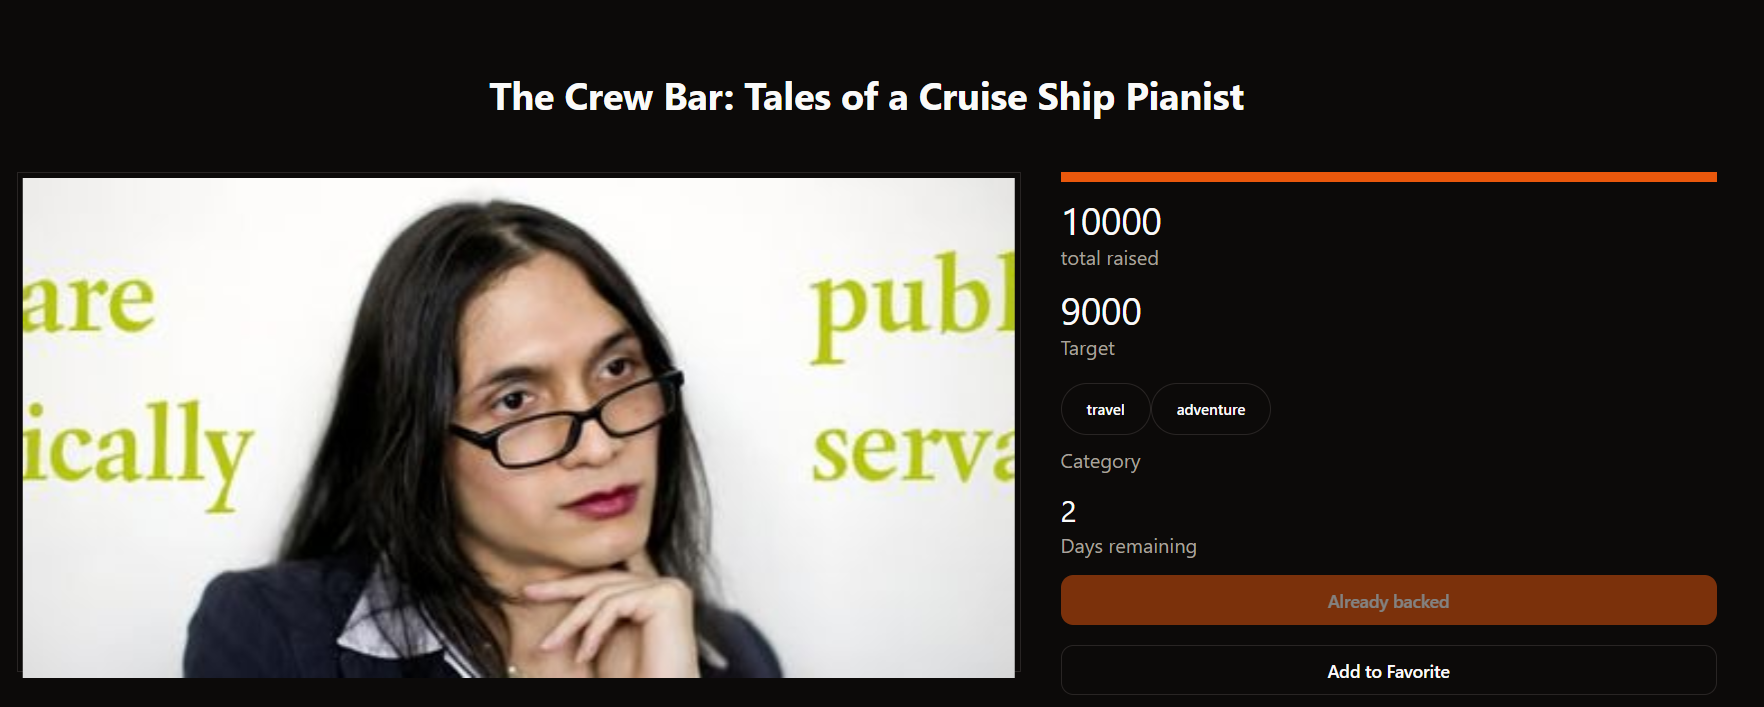 The Crew Bar: Tales of a Cruise Ship Pianist
are
ically
publ
serva
10000
total raised
9000
Target
travel adventure
Category
2
Days remaining
Already backed
Add to Favorite